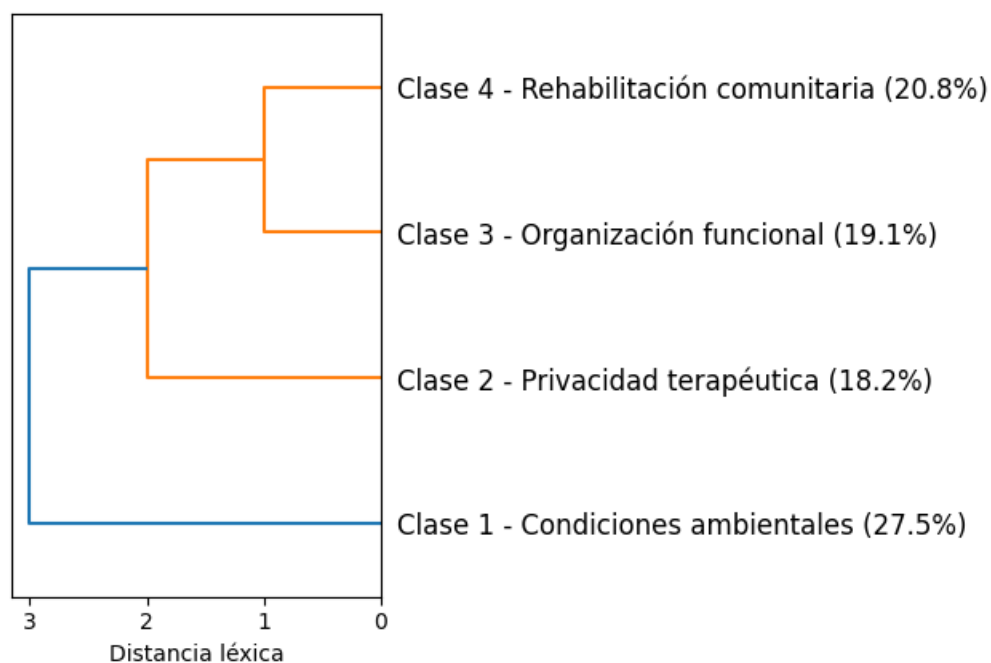 Clase 4 - Rehabilitación comunitaria (20.8%)
Clase 3 - Organización funcional (19.1%)
Clase 2 - Privacidad terapéutica (18.2%)
Clase 1 - Condiciones ambientales (27.5%)
3 2 1 0
Distancia léxica